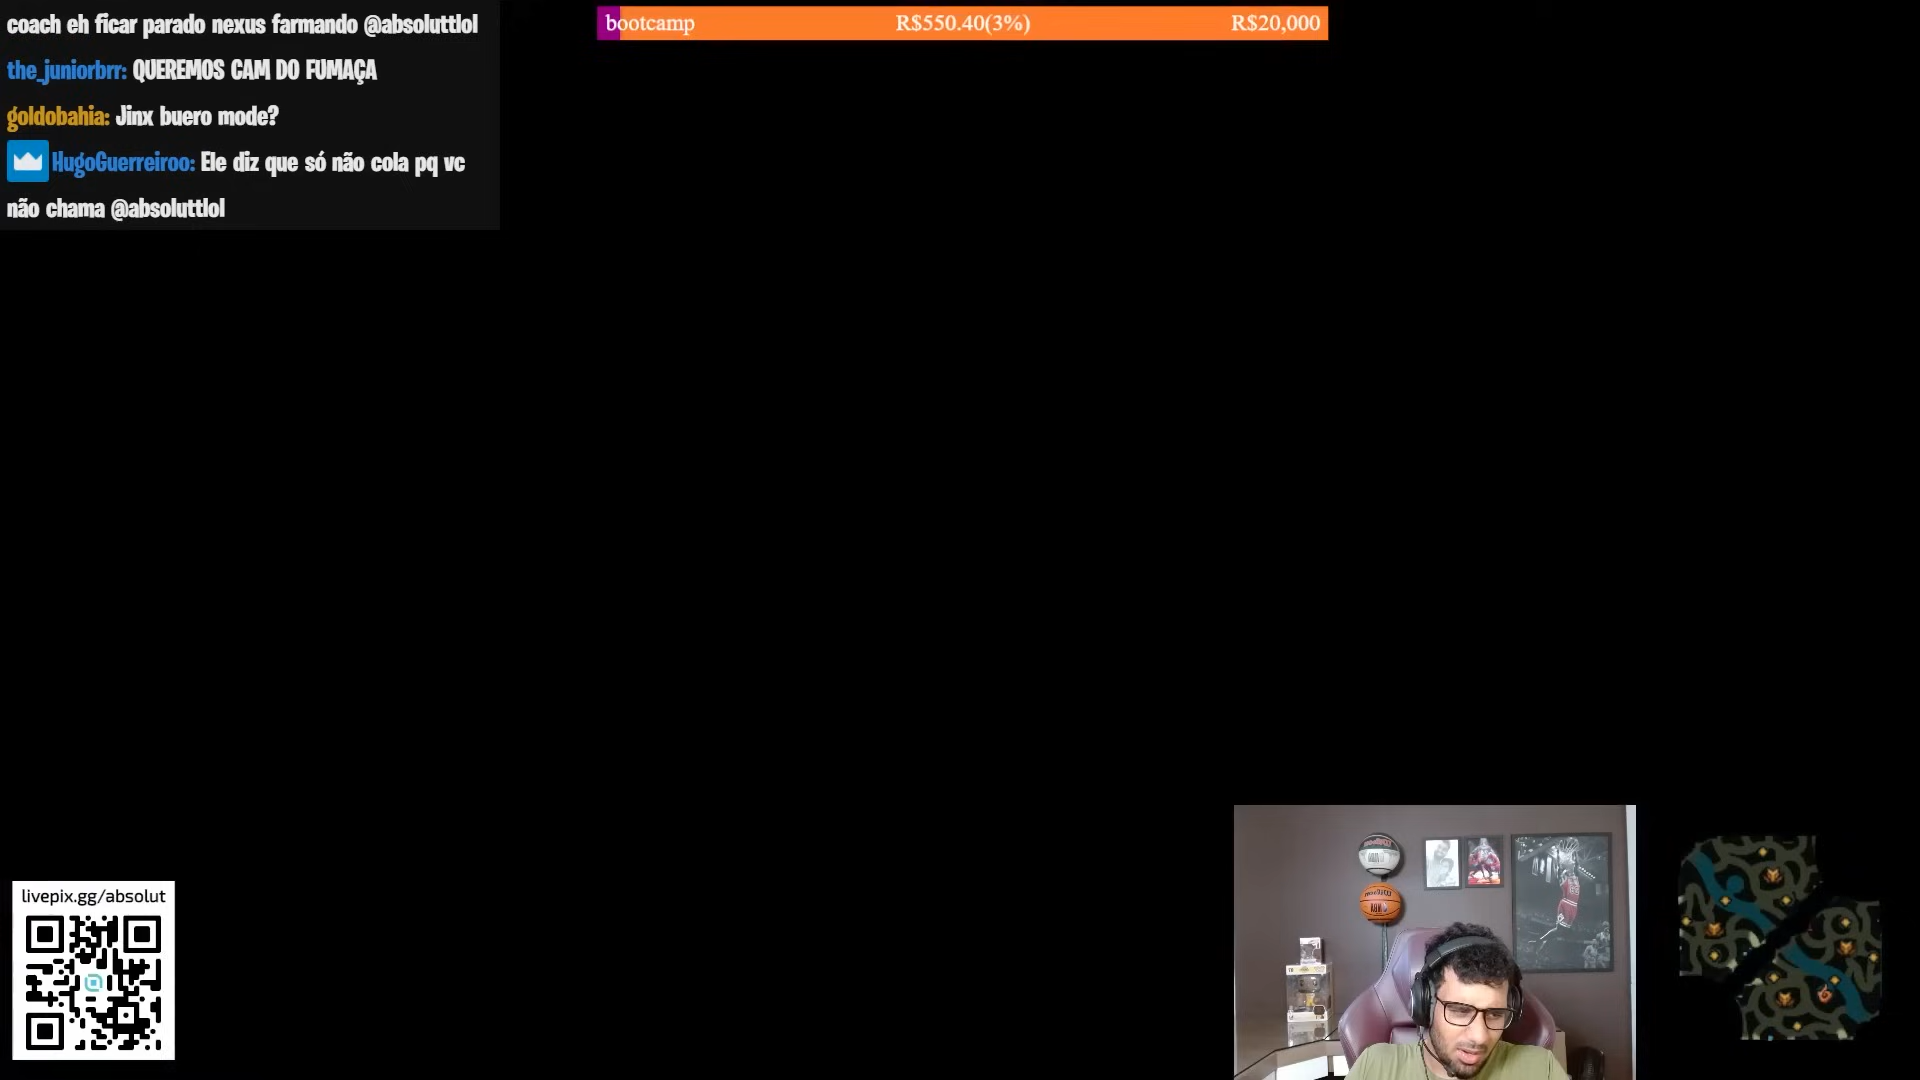 coach eh ficar parado nexus farmando @absoluttlol
the_juniorbrr: QUEREMOS CAM DO FUMAÇA
goldobahia: Jinx buero mode?
HugoGuerreiroo: Ele diz que só não cola pq vc
não chama @absoluttlol
bootcamp R$550.40(3%) R$20,000
livepix.gg/absolut